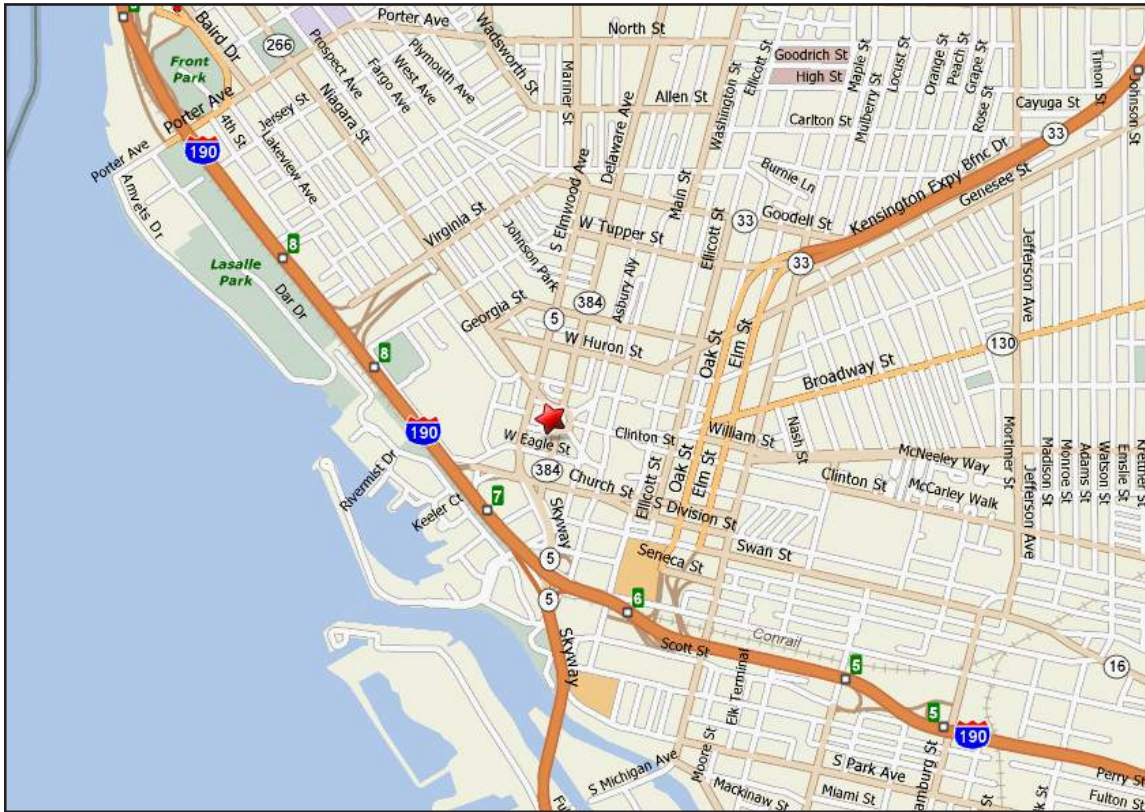 Baird Dr
266
Porter Ave
Wadsworth St
North St
Ellicott St
Goodrich St
High St
Maple St
Mulberry St
Locust St
Orange St
Peach St
Grape St
Rose St
Timon St
Johnson St
Front
Park
Prospect Ave
Fargo Ave
West Ave
Plymouth Ave
Mariner St
Allen St
Washington St
Carlton St
Cayuga St
33
Porter Ave
Jersey St
Niagara St
4th St
Lakeview Ave
190
Porter Ave
Amvets Dr
S Elmwood Ave
Delaware Ave
Main St
Burnie Ln
Kensington Expy Bfnc Dr
Genesee St
33
Goodell St
Virginia St
W Tupper St
Ellicott St
33
Jefferson Ave
8
Lasalle
Park
Dar Dr
Johnson Park
Asbury Aly
384
Georgia St
5
W Huron St
Oak St
Elm St
130
Broadway St
8
190
W Eagle St
Clinton St
William St
Nash St
McNeeley Way
Mortimer St
Madison St
Monroe St
Adams St
Watson St
Emslie St
384
Church St
Ellicott St
Oak St
Elm St
Clinton St
McCarley Walk
Jefferson Ave
Rivermist Dr
Keeler Ct
7
Skyway
S Division St
Swan St
Seneca St
5
5
6
Skyway
Scott St
Conrail
16
5
5
190
Elk Terminal
Moore St
S Michigan Ave
Mackinaw St
S Park Ave
Miami St
Perry St
Fulton St